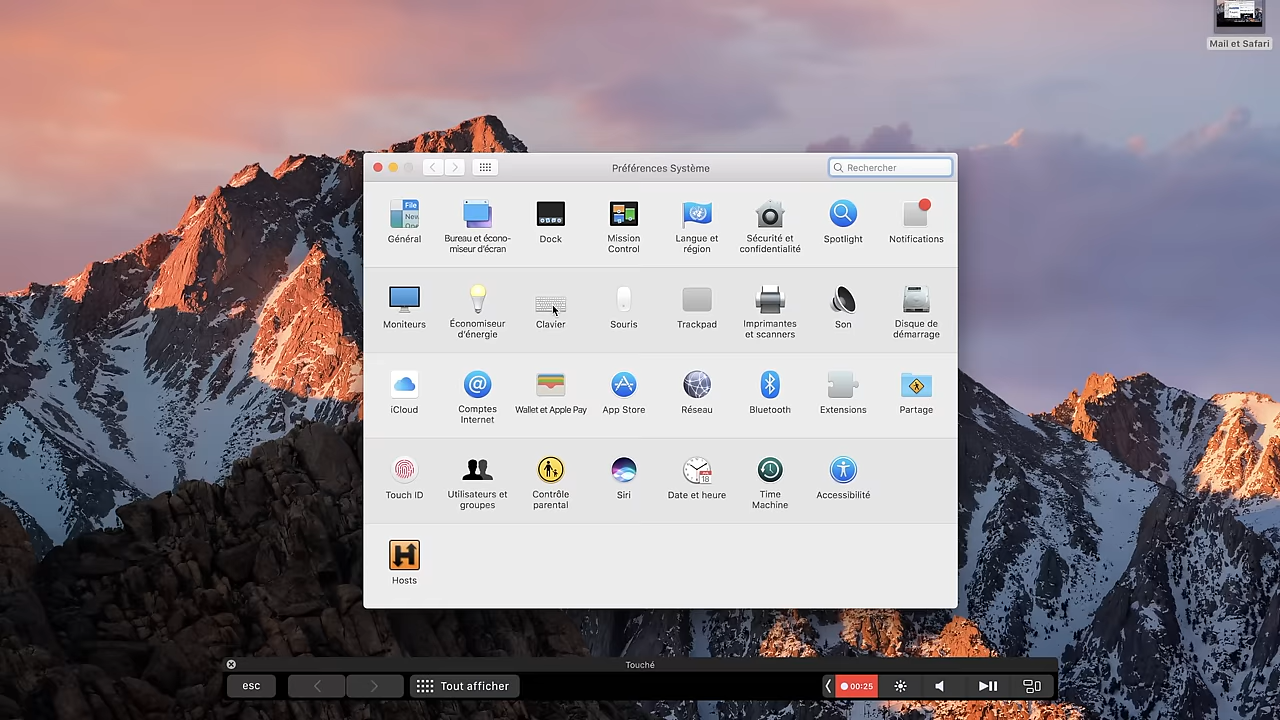 Mail et Safari
Préférences Système
Rechercher
File
New
Général
Bureau et écono-
miseur d'écran
Dock
Mission
Control
Langue et
région
Sécurité et
confidentialité
Spotlight
Notifications
Moniteurs
Économiseur
d'énergie
Clavier
Souris
Trackpad
Imprimantes
et scanners
Son
Disque de
démarrage
iCloud
Comptes
Internet
Wallet et Apple Pay
App Store
Réseau
Bluetooth
Extensions
Partage
Touch ID
Utilisateurs et
groupes
Contrôle
parental
Siri
18
Date et heure
Time
Machine
Accessibilité
H
Hosts
Touché
esc
Tout afficher
00:25